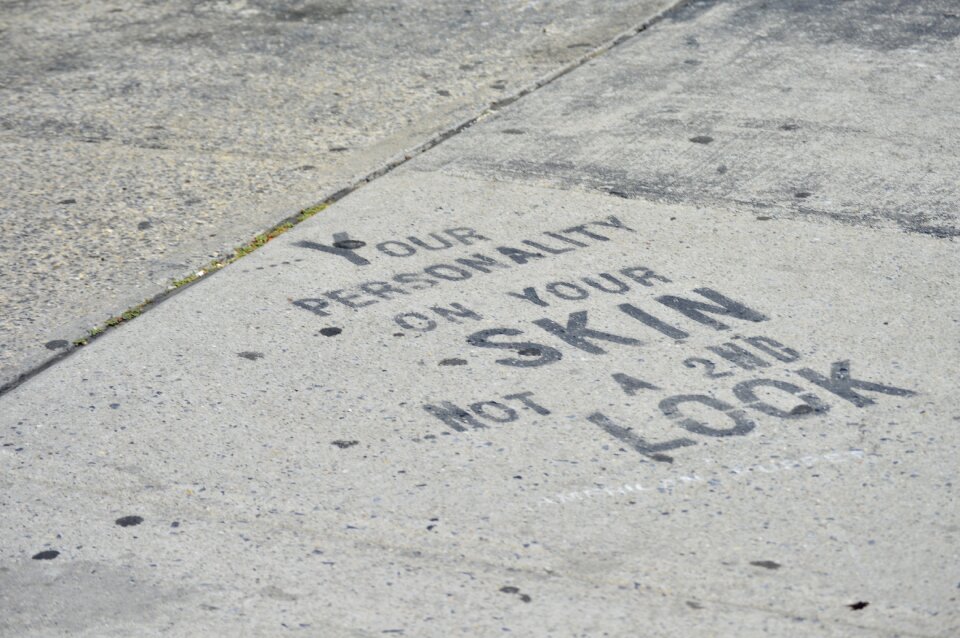 YOUR
PERSONALITY
ON YOUR
SKIN
NOT A 2ND
LOOK